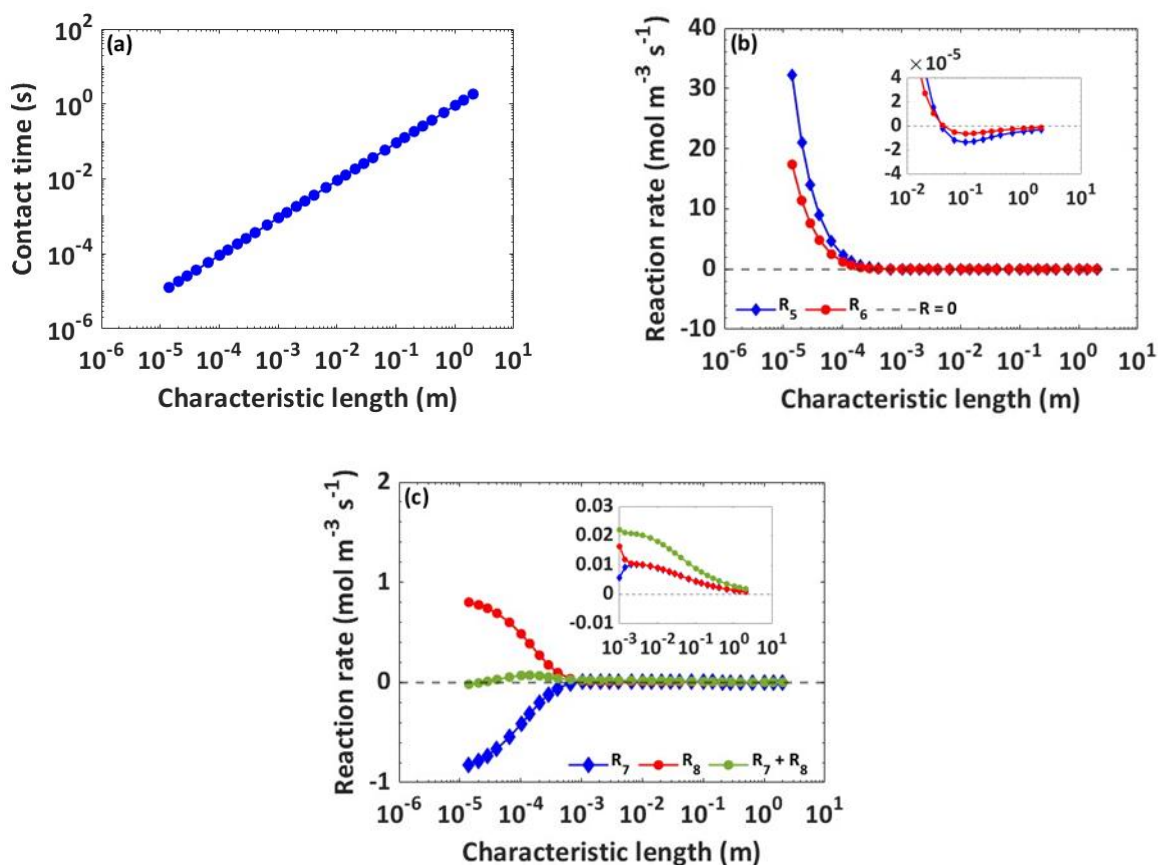 (a)
Contact time (s)
10^2
10^0
10^-2
10^-4
10^-6
10^-6 10^-5 10^-4 10^-3 10^-2 10^-1 10^0 10^1
Characteristic length (m)
(b)
Reaction rate (mol m^-3 s^-1)
40
30
20
10
0
-10
× 10^-5
4
2
0
-2
-4
10^-2 10^-1 10^0 10^1
R_5 R_6 R = 0
10^-6 10^-5 10^-4 10^-3 10^-2 10^-1 10^0 10^1
Characteristic length (m)
(c)
Reaction rate (mol m^-3 s^-1)
2
1
0
-1
0.03
0.02
0.01
0
-0.01
10^-3 10^-2 10^-1 10^0 10^1
R_7 R_8 R_7 + R_8
10^-6 10^-5 10^-4 10^-3 10^-2 10^-1 10^0 10^1
Characteristic length (m)